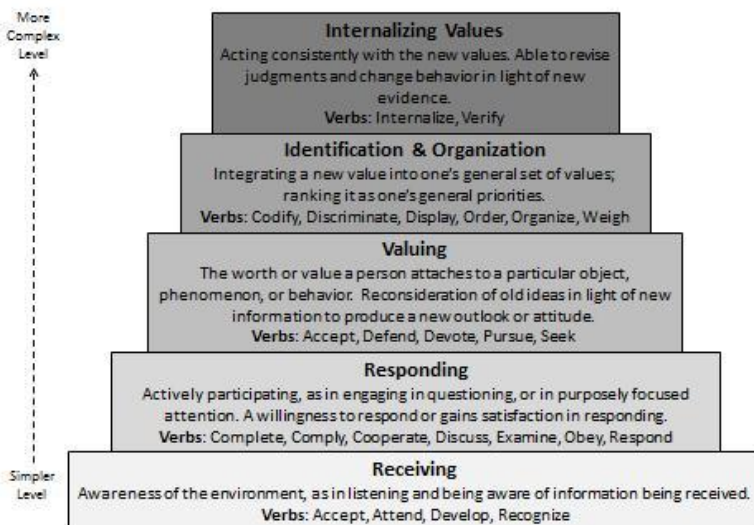 More
Complex
Level
Internalizing Values
Acting consistently with the new values. Able to revise
judgments and change behavior in light of new
evidence.
Verbs: Internalize, Verify
Identification & Organization
Integrating a new value into one's general set of values;
ranking it as one's general priorities.
Verbs: Codify, Discriminate, Display, Order, Organize, Weigh
Valuing
The worth or value a person attaches to a particular object,
phenomenon, or behavior. Reconsideration of old ideas in light of new
information to produce a new outlook or attitude.
Verbs: Accept, Defend, Devote, Pursue, Seek
Responding
Actively participating, as in engaging in questioning, or in purposely focused
attention. A willingness to respond or gains satisfaction in responding.
Verbs: Complete, Comply, Cooperate, Discuss, Examine, Obey, Respond
Simpler
Level
Receiving
Awareness of the environment, as in listening and being aware of information being received.
Verbs: Accept, Attend, Develop, Recognize